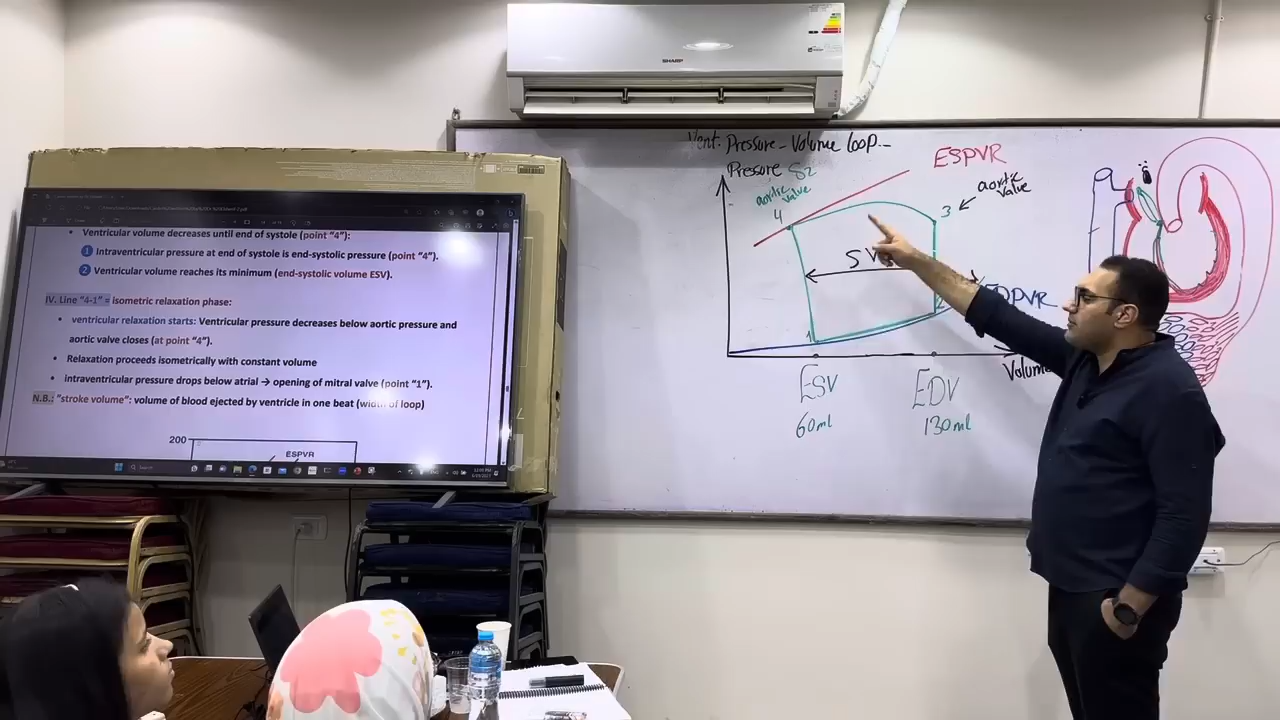 SHARP
Vent. Pressure - Volume loop -
Pressure S2
ESPVR
aortic
valve
4
3
aortic
valve
SV
EDPVR
2
1
Volume
ESV
EDV
60 ml
130 ml
• Ventricular volume decreases until end of systole (point “4”):
1 Intraventricular pressure at end of systole is end-systolic pressure (point “4”).
2 Ventricular volume reaches its minimum (end-systolic volume ESV).
IV. Line “4-1” = isometric relaxation phase:
• ventricular relaxation starts: Ventricular pressure decreases below aortic pressure and
aortic valve closes (at point “4”).
• Relaxation proceeds isometrically with constant volume
• intraventricular pressure drops below atrial → opening of mitral valve (point “1”).
N.B.: “stroke volume”: volume of blood ejected by ventricle in one beat (width of loop)
200
ESPVR
Search